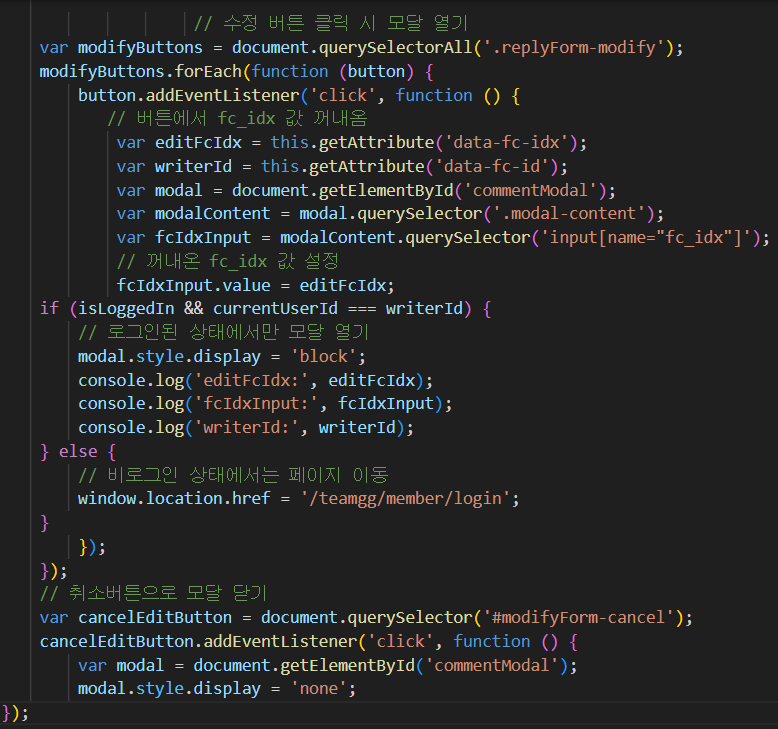 // 수정 버튼 클릭 시 모달 열기
var modifyButtons = document.querySelectorAll('.replyForm-modify');
modifyButtons.forEach(function (button) {
button.addEventListener('click', function () {
// 버튼에서 fc_idx 값 꺼내옴
var editFcIdx = this.getAttribute('data-fc-idx');
var writerId = this.getAttribute('data-fc-id');
var modal = document.getElementById('commentModal');
var modalContent = modal.querySelector('.modal-content');
var fcIdxInput = modalContent.querySelector('input[name="fc_idx"]');
// 꺼내온 fc_idx 값 설정
fcIdxInput.value = editFcIdx;
if (isLoggedIn && currentUserId === writerId) {
// 로그인된 상태에서만 모달 열기
modal.style.display = 'block';
console.log('editFcIdx:', editFcIdx);
console.log('fcIdxInput:', fcIdxInput);
console.log('writerId:', writerId);
} else {
// 비로그인 상태에서는 페이지 이동
window.location.href = '/teamgg/member/login';
}
});
});
// 취소버튼으로 모달 닫기
var cancelEditButton = document.querySelector('#modifyForm-cancel');
cancelEditButton.addEventListener('click', function () {
var modal = document.getElementById('commentModal');
modal.style.display = 'none';
});